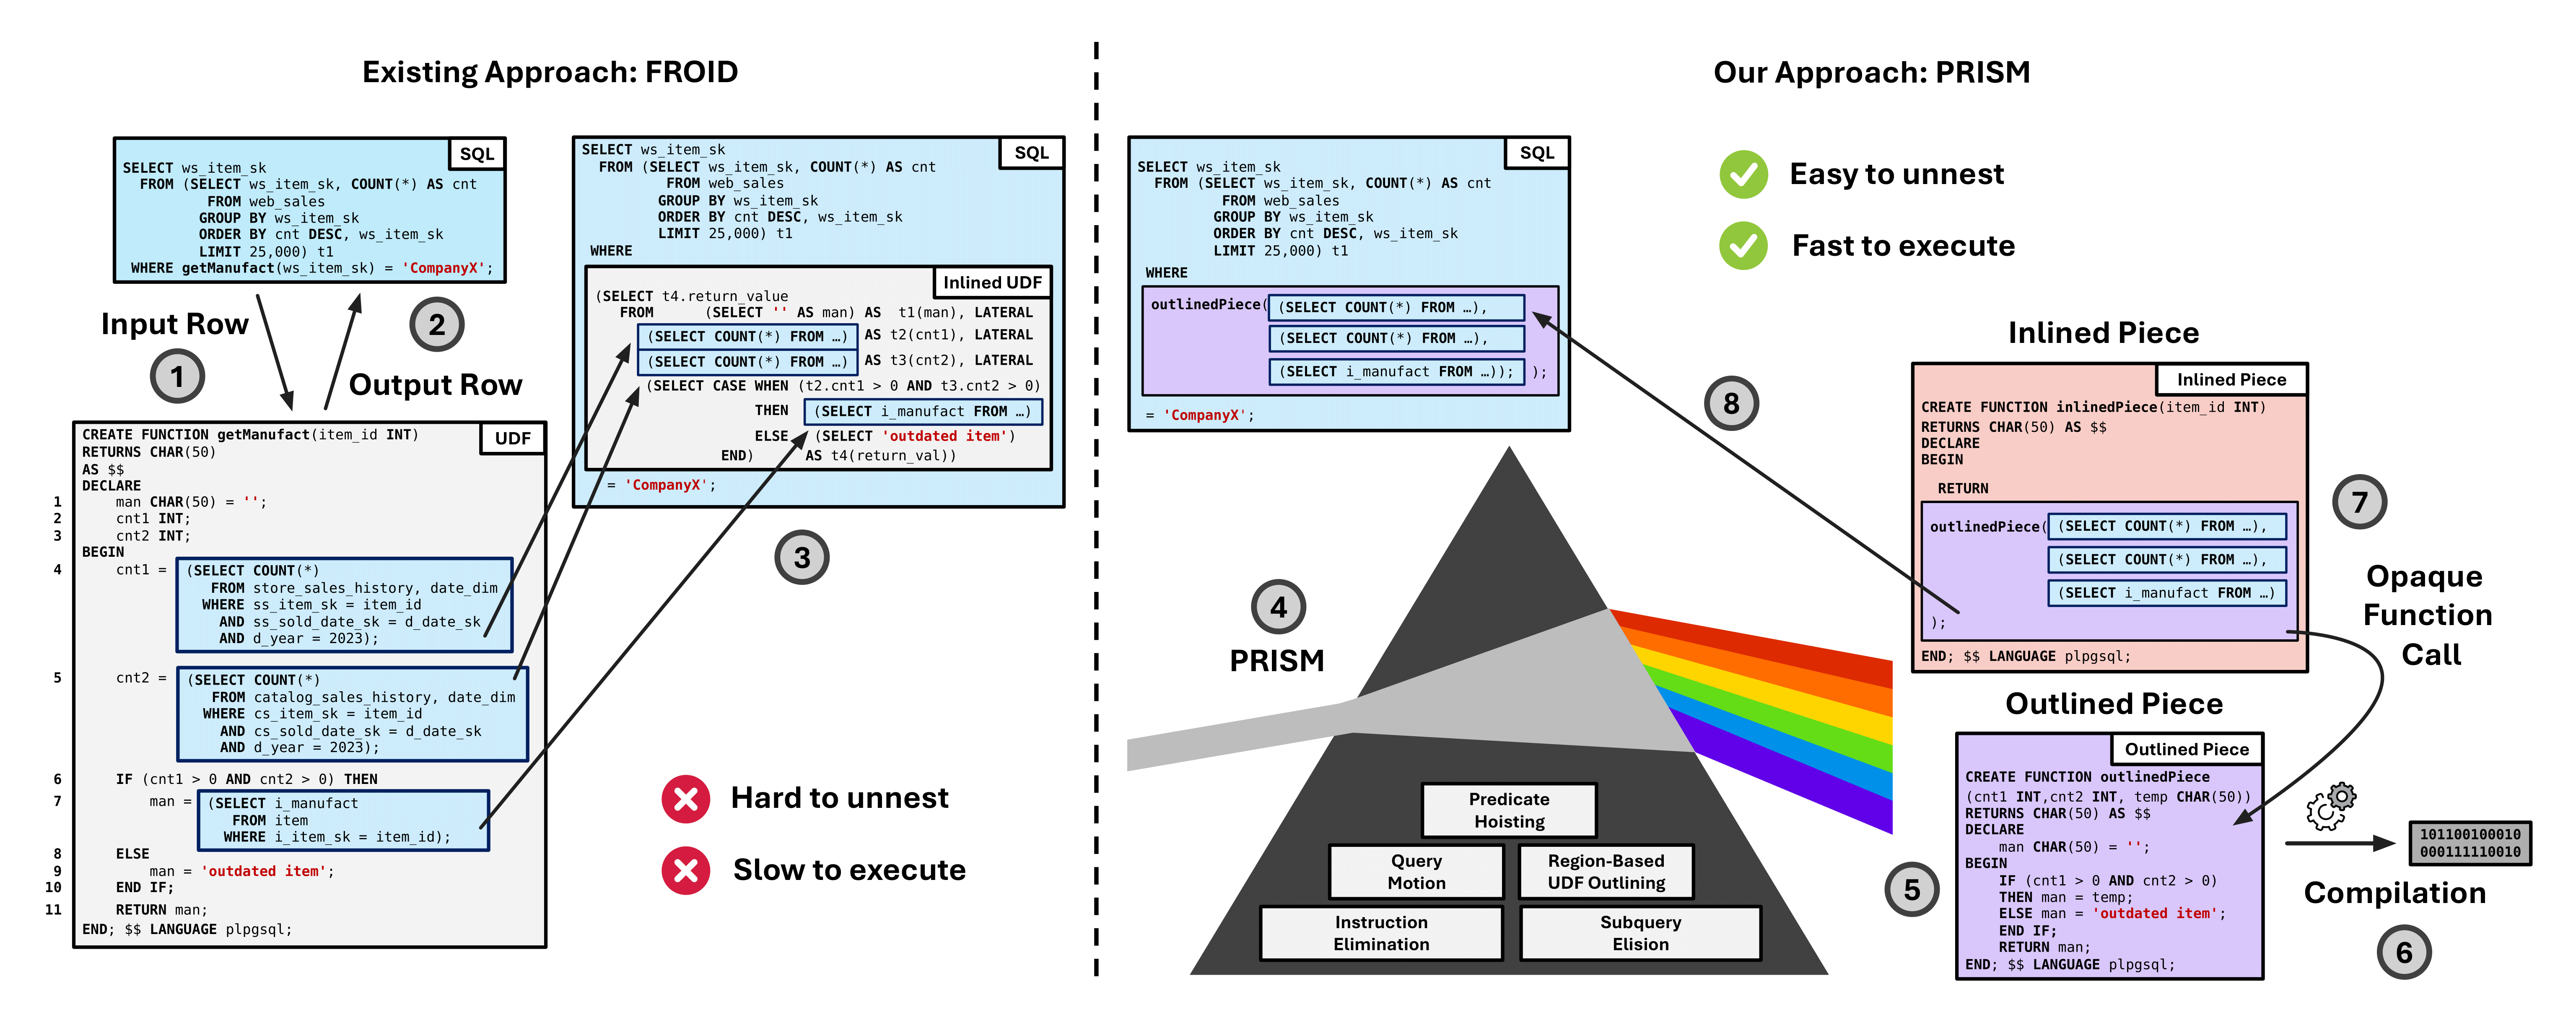 Existing Approach: FROID
SQL
SELECT ws_item_sk
FROM (SELECT ws_item_sk, COUNT(*) AS cnt
FROM web_sales
GROUP BY ws_item_sk
ORDER BY cnt DESC, ws_item_sk
LIMIT 25,000) t1
WHERE getManufact(ws_item_sk) = 'CompanyX';
Input Row
1
2
Output Row
UDF
CREATE FUNCTION getManufact(item_id INT)
RETURNS CHAR(50)
AS $$
DECLARE
1 man CHAR(50) = '';
2 cnt1 INT;
3 cnt2 INT;
BEGIN
4 cnt1 = (SELECT COUNT(*)
FROM store_sales_history, date_dim
WHERE ss_item_sk = item_id
AND ss_sold_date_sk = d_date_sk
AND d_year = 2023);
5 cnt2 = (SELECT COUNT(*)
FROM catalog_sales_history, date_dim
WHERE cs_item_sk = item_id
AND cs_sold_date_sk = d_date_sk
AND d_year = 2023);
6 IF (cnt1 > 0 AND cnt2 > 0) THEN
7 man = (SELECT i_manufact
FROM item
WHERE i_item_sk = item_id);
8 ELSE
9 man = 'outdated item';
10 END IF;
11 RETURN man;
END; $$ LANGUAGE plpgsql;
SQL
SELECT ws_item_sk
FROM (SELECT ws_item_sk, COUNT(*) AS cnt
FROM web_sales
GROUP BY ws_item_sk
ORDER BY cnt DESC, ws_item_sk
LIMIT 25,000) t1
WHERE
Inlined UDF
(SELECT t4.return_value
FROM (SELECT '' AS man) AS t1(man), LATERAL
(SELECT COUNT(*) FROM …) AS t2(cnt1), LATERAL
(SELECT COUNT(*) FROM …) AS t3(cnt2), LATERAL
(SELECT CASE WHEN (t2.cnt1 > 0 AND t3.cnt2 > 0)
THEN (SELECT i_manufact FROM …)
ELSE (SELECT 'outdated item')
END) AS t4(return_val))
= 'CompanyX';
3
Hard to unnest
Slow to execute
Our Approach: PRISM
SQL
SELECT ws_item_sk
FROM (SELECT ws_item_sk, COUNT(*) AS cnt
FROM web_sales
GROUP BY ws_item_sk
ORDER BY cnt DESC, ws_item_sk
LIMIT 25,000) t1
WHERE
outlinedPiece( (SELECT COUNT(*) FROM …),
(SELECT COUNT(*) FROM …),
(SELECT i_manufact FROM …)); );
= 'CompanyX';
Easy to unnest
Fast to execute
4
PRISM
Predicate
Hoisting
Query
Motion
Region-Based
UDF Outlining
Instruction
Elimination
Subquery
Elision
8
Inlined Piece
Inlined Piece
CREATE FUNCTION inlinedPiece(item_id INT)
RETURNS CHAR(50) AS $$
DECLARE
BEGIN
RETURN
outlinedPiece( (SELECT COUNT(*) FROM …),
(SELECT COUNT(*) FROM …),
(SELECT i_manufact FROM …)
);
END; $$ LANGUAGE plpgsql;
7
Opaque
Function
Call
Outlined Piece
Outlined Piece
CREATE FUNCTION outlinedPiece
(cnt1 INT,cnt2 INT, temp CHAR(50))
RETURNS CHAR(50) AS $$
DECLARE
man CHAR(50) = '';
BEGIN
IF (cnt1 > 0 AND cnt2 > 0)
THEN man = temp;
ELSE man = 'outdated item';
END IF;
RETURN man;
END; $$ LANGUAGE plpgsql;
5
101100100010
000111110010
Compilation
6